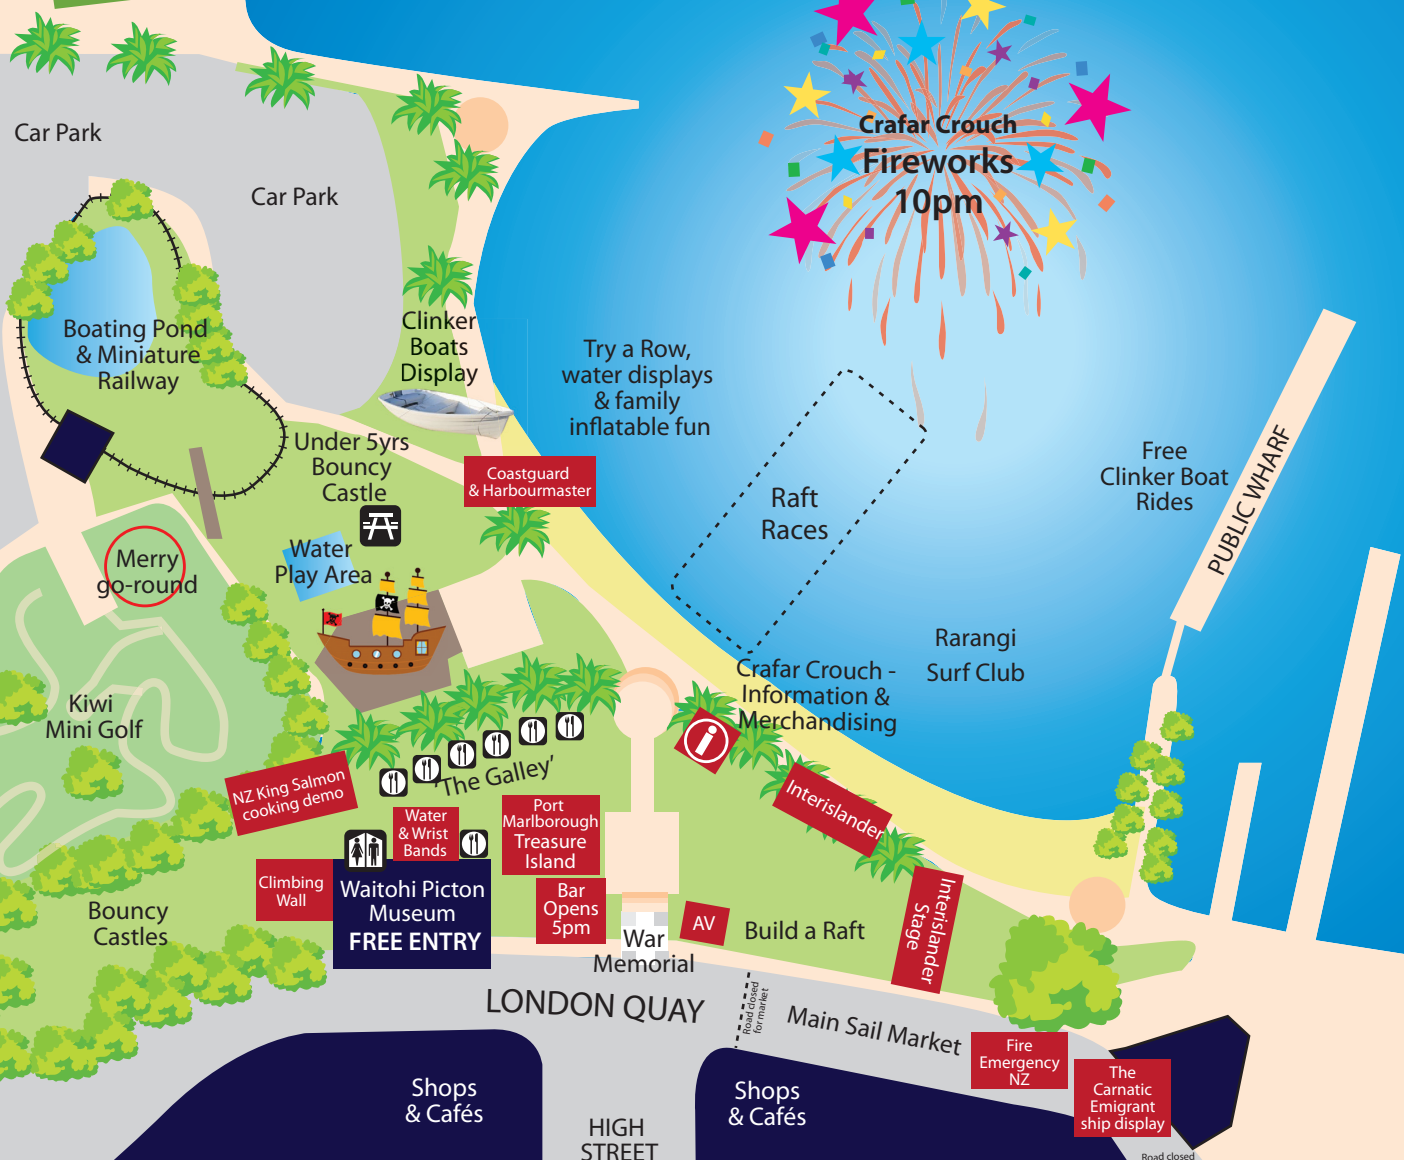 Crafar Crouch
Fireworks
10pm
Car Park
Car Park
Boating Pond
& Miniature
Railway
Clinker
Boats
Display
Try a Row,
water displays
& family
inflatable fun
Under 5yrs
Bouncy
Castle
Coastguard
& Harbourmaster
Raft
Races
Free
Clinker Boat
Rides
PUBLIC WHARF
Merry
go-round
Water
Play Area
Rarangi
Surf Club
Crafar Crouch -
Information &
Merchandising
i
Kiwi
Mini Golf
NZ King Salmon
cooking demo
'The Galley'
Interislander
Water
& Wrist
Bands
Port
Marlborough
Treasure
Island
Climbing
Wall
Waitohi Picton
Museum
FREE ENTRY
Bar
Opens
5pm
War
Memorial
AV
Build a Raft
Interislander
Stage
Bouncy
Castles
LONDON QUAY
Road closed
for market
Main Sail Market
Fire
Emergency
NZ
The
Carnatic
Emigrant
ship display
Shops
& Cafés
Shops
& Cafés
HIGH
STREET
Road closed